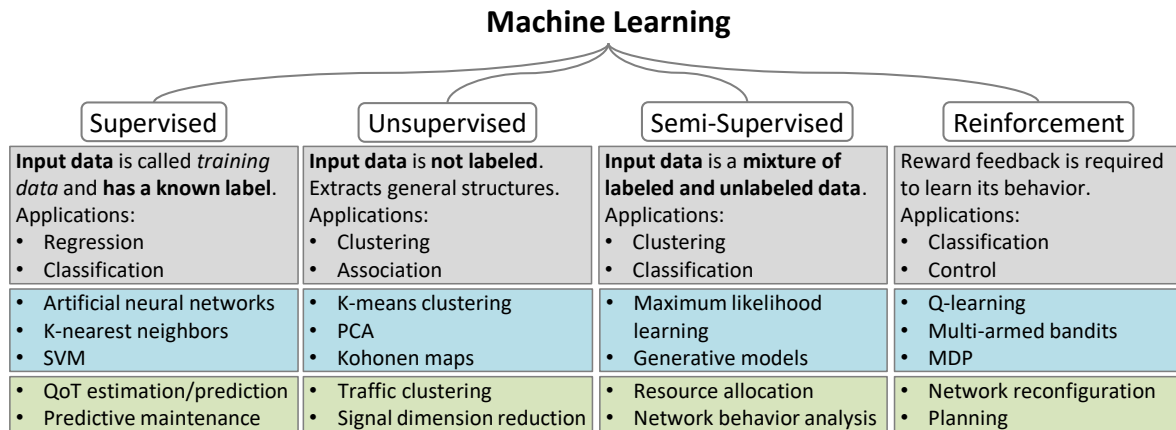 Machine Learning
Supervised
Input data is called training
data and has a known label.
Applications:
• Regression
• Classification
• Artificial neural networks
• K-nearest neighbors
• SVM
• QoT estimation/prediction
• Predictive maintenance
Unsupervised
Input data is not labeled.
Extracts general structures.
Applications:
• Clustering
• Association
• K-means clustering
• PCA
• Kohonen maps
• Traffic clustering
• Signal dimension reduction
Semi-Supervised
Input data is a mixture of
labeled and unlabeled data.
Applications:
• Clustering
• Classification
• Maximum likelihood
learning
• Generative models
• Resource allocation
• Network behavior analysis
Reinforcement
Reward feedback is required
to learn its behavior.
Applications:
• Classification
• Control
• Q-learning
• Multi-armed bandits
• MDP
• Network reconfiguration
• Planning